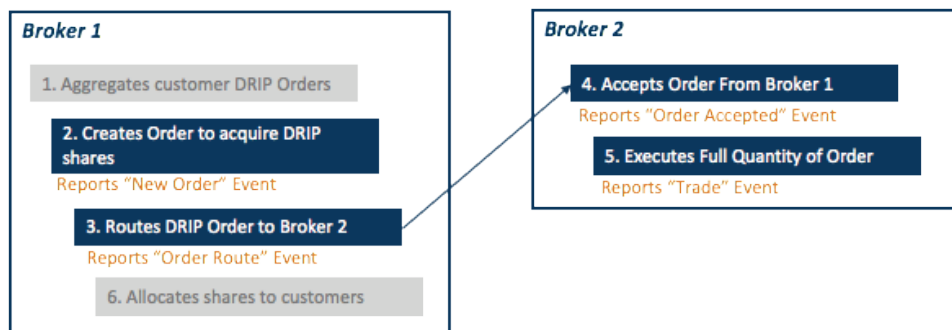 Broker 1
1. Aggregates customer DRIP Orders
2. Creates Order to acquire DRIP
shares
Reports “New Order” Event
3. Routes DRIP Order to Broker 2
Reports “Order Route” Event
6. Allocates shares to customers
Broker 2
4. Accepts Order From Broker 1
Reports “Order Accepted” Event
5. Executes Full Quantity of Order
Reports “Trade” Event